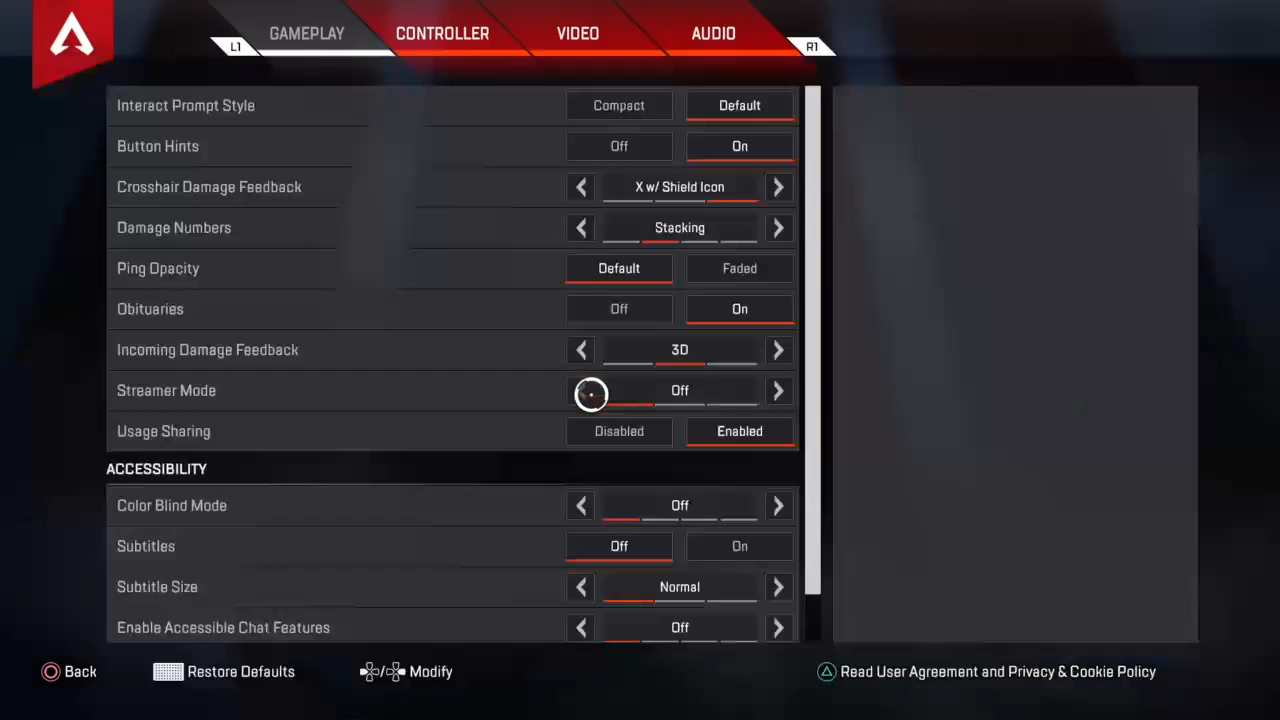 L1 GAMEPLAY CONTROLLER VIDEO AUDIO R1
Interact Prompt Style Compact Default
Button Hints Off On
Crosshair Damage Feedback X w/ Shield Icon
Damage Numbers Stacking
Ping Opacity Default Faded
Obituaries Off On
Incoming Damage Feedback 3D
Streamer Mode Off
Usage Sharing Disabled Enabled
ACCESSIBILITY
Color Blind Mode Off
Subtitles Off On
Subtitle Size Normal
Enable Accessible Chat Features Off
Back Restore Defaults / Modify Read User Agreement and Privacy & Cookie Policy